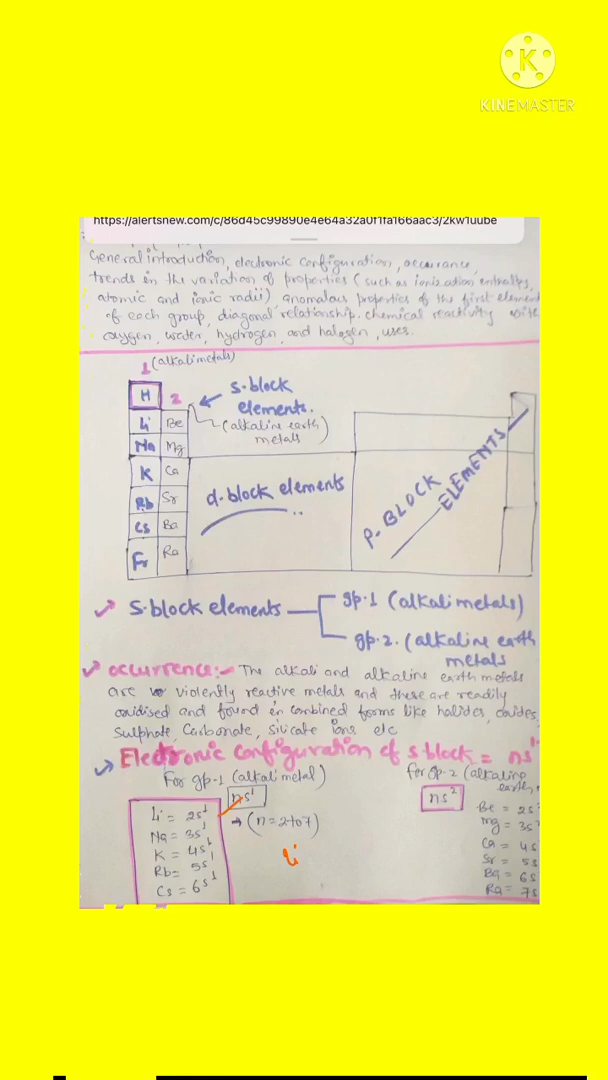 KINEMASTER
https://alertsnew.com/c/86d45c99890e4e64a32a0f1fa166aac3/2kw1uube
General introduction, electronic configuration, occurance,
trends in the variation of properties (such as ionization enthalpy,
atomic and ionic radii) anomalous properties of the first element
of each group, diagonal relationship. chemical reactivity with
oxygen, water, hydrogen, and halogen, uses.
1 (alkali metals)
H 2
S-block
elements.
(alkaline earth
metals)
Li Be
Na Mg
K Ca
Rb Sr
Cs Ba
Fr Ra
d-block elements
P-BLOCK
ELEMENTS
S-block elements
gp-1 (alkali metals)
gp-2. (alkaline earth
metals
occurrence:- The alkali and alkaline earth metals
are violently reactive metals and these are readily
oxidised and found in combined forms like halides, oxides,
Sulphate, Carbonate, Silicate ions etc
Electronic Configuration of s block = ns
For gp-1 (alkali metal)
ns¹
→ (n = 2 to 7)
Li = 2s¹
Na = 3s¹
K = 4s¹
Rb = 5s¹
Cs = 6s¹
Li
for gp-2 (alkaline
earth
ns²
Be = 2s²
mg = 3s²
Ca = 4s
Sr = 5s
Ba = 6s
Ra = 7s